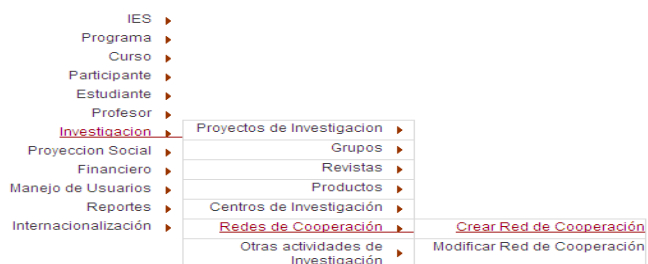 IES
Programa
Curso
Participante
Estudiante
Profesor
Investigacion
Proyeccion Social
Financiero
Manejo de Usuarios
Reportes
Internacionalización
Proyectos de Investigacion
Grupos
Revistas
Productos
Centros de Investigación
Redes de Cooperación
Otras actividades de
Investigación
Crear Red de Cooperación
Modificar Red de Cooperación